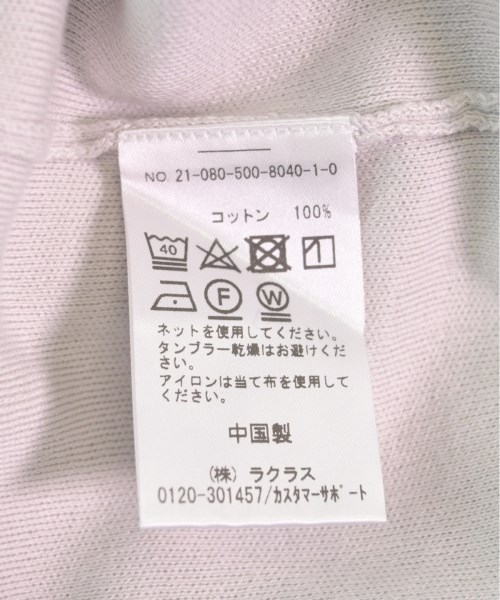 NO. 21-080-500-8040-1-0
コットン 100%
40
F W
ネットを使用してください。
タンブラー乾燥はお避けくだ
さい。
アイロンは当て布を使用して
ください。
中国製
(株) ラクラス
0120-301457/カスタマーサポート